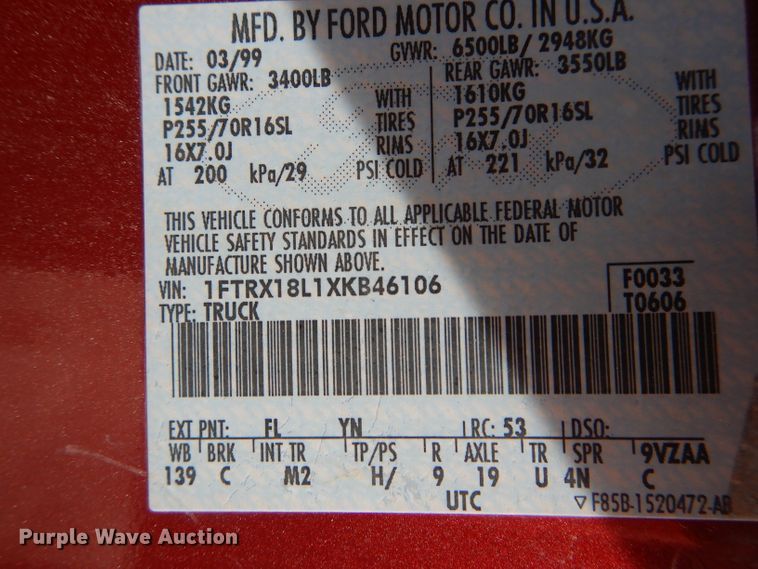 MFD. BY FORD MOTOR CO. IN U.S.A.
DATE: 03/99 GVWR: 6500LB/ 2948KG
FRONT GAWR: 3400LB REAR GAWR: 3550LB
1542KG WITH 1610KG WITH
P255/70R16SL TIRES P255/70R16SL TIRES
16X7.0J RIMS 16X7.0J RIMS
AT 200 kPa/29 PSI COLD AT 221 kPa/32 PSI COLD
THIS VEHICLE CONFORMS TO ALL APPLICABLE FEDERAL MOTOR
VEHICLE SAFETY STANDARDS IN EFFECT ON THE DATE OF
MANUFACTURE SHOWN ABOVE.
VIN: 1FTRX18L1XKB46106 F0033
TYPE: TRUCK T0606
EXT PNT: FL YN RC: 53 DSO:
WB BRK INT TR TP/PS R AXLE TR SPR 9VZAA
139 C M2 H/ 9 19 U 4N C
UTC F85B-1520472-AB
Purple Wave Auction